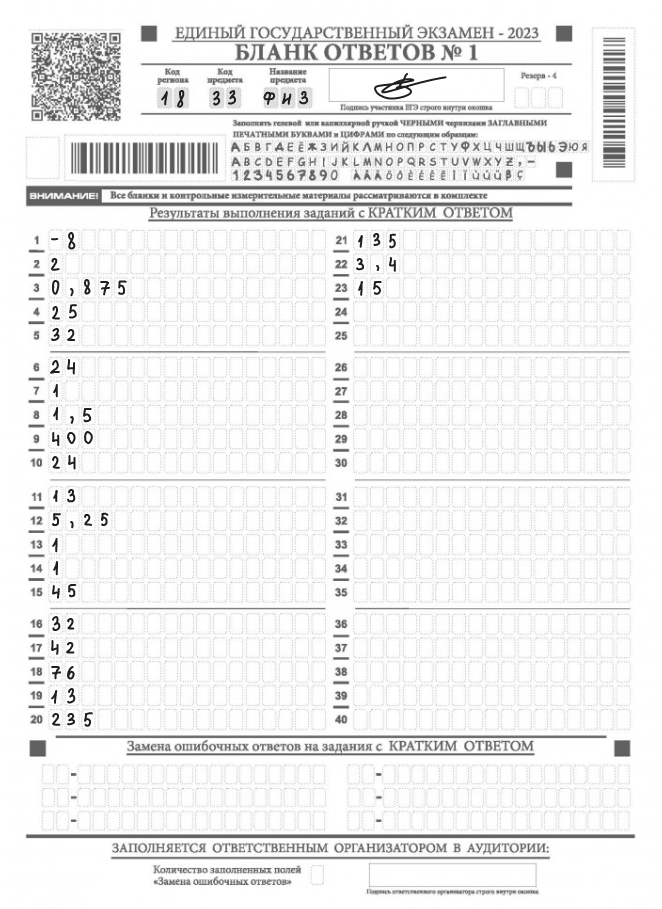 ЕДИНЫЙ ГОСУДАРСТВЕННЫЙ ЭКЗАМЕН - 2023
БЛАНК ОТВЕТОВ № 1
Код региона
Код предмета
Название предмета
Резерв - 4
18 33 ФИЗ
Подпись участника ЕГЭ строго внутри окошка
Заполнять гелевой или капиллярной ручкой ЧЕРНЫМИ чернилами ЗАГЛАВНЫМИ
ПЕЧАТНЫМИ БУКВАМИ и ЦИФРАМИ по следующим образцам:
АБВГДЕЁЖЗИЙКЛМНОПРСТУФХЦЧШЩЪЫЬЭЮЯ
ABCDEFGHIJKLMNOPQRSTUVWXYZ,-
1234567890
ВНИМАНИЕ! Все бланки и контрольные измерительные материалы рассматриваются в комплекте
Результаты выполнения заданий с КРАТКИМ ОТВЕТОМ
1 -8
2 2
3 0,875
4 25
5 32
6 24
7 1
8 1,5
9 400
10 24
11 13
12 5,25
13 1
14 1
15 45
16 32
17 42
18 76
19 13
20 235
21 135
22 3,4
23 15
24
25
26
27
28
29
30
31
32
33
34
35
36
37
38
39
40
Замена ошибочных ответов на задания с КРАТКИМ ОТВЕТОМ
- -
- -
- -
ЗАПОЛНЯЕТСЯ ОТВЕТСТВЕННЫМ ОРГАНИЗАТОРОМ В АУДИТОРИИ:
Количество заполненных полей
«Замена ошибочных ответов»
Подпись ответственного организатора строго внутри окошка